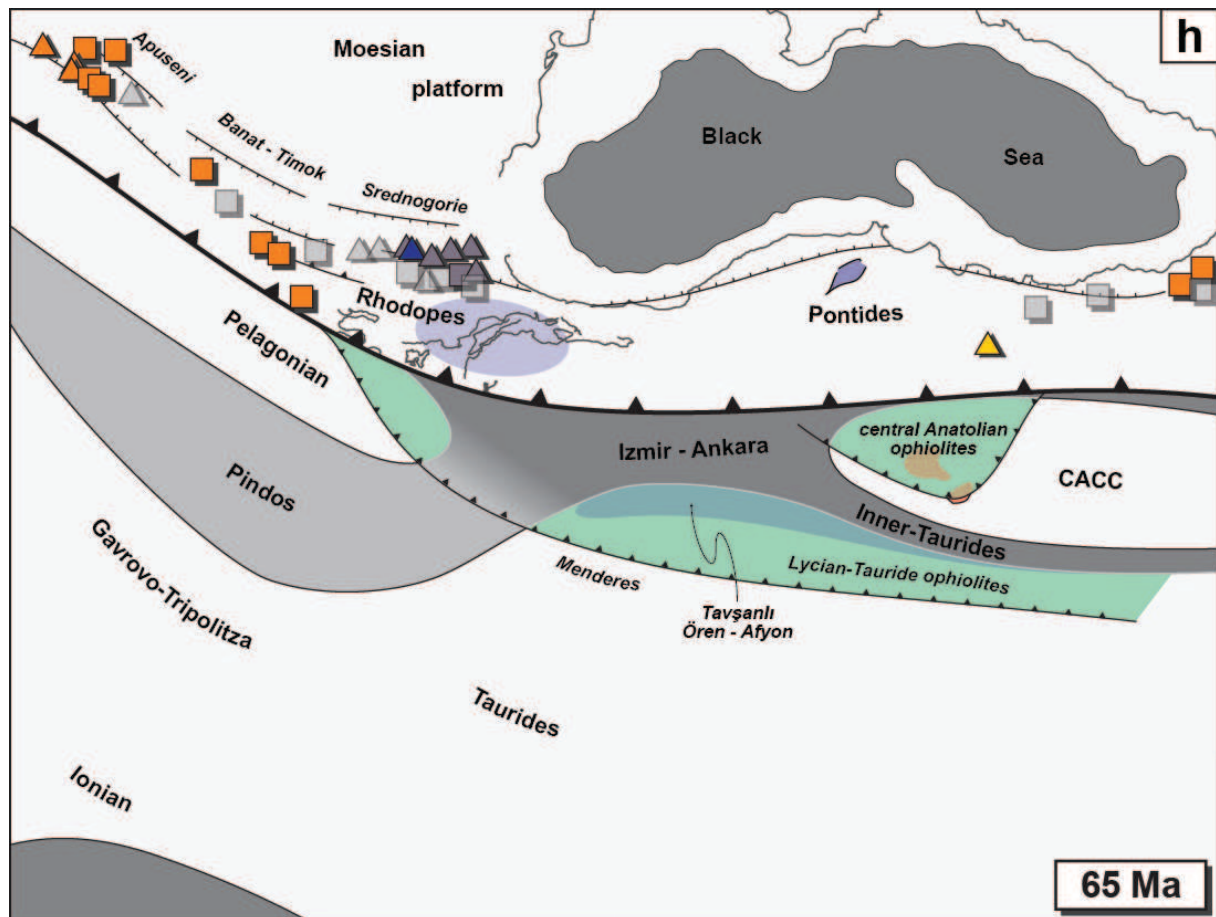 h
Apuseni
Moesian
platform
Banat - Timok
Black
Sea
Srednogorie
Rhodopes
Pontides
Pelagonian
central Anatolian
ophiolites
Izmir - Ankara
CACC
Pindos
Inner-Taurides
Gavrovo-Tripolitza
Menderes
Lycian-Tauride ophiolites
Tavşanlı
Ören - Afyon
Taurides
Ionian
65 Ma